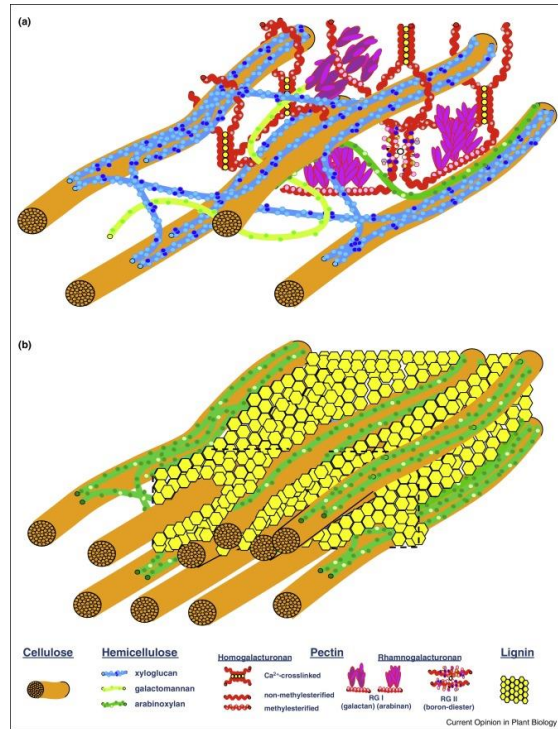 (a)
(b)
Cellulose
Hemicellulose
xyloglucan
galactomannan
arabinoxylan
Pectin
Homogalacturonan
Ca²⁺-crosslinked
non-methylesterified
methylesterified
Rhamnogalacturonan
RG I
(galactan) (arabinan)
RG II
(boron-diester)
Lignin
Current Opinion in Plant Biology